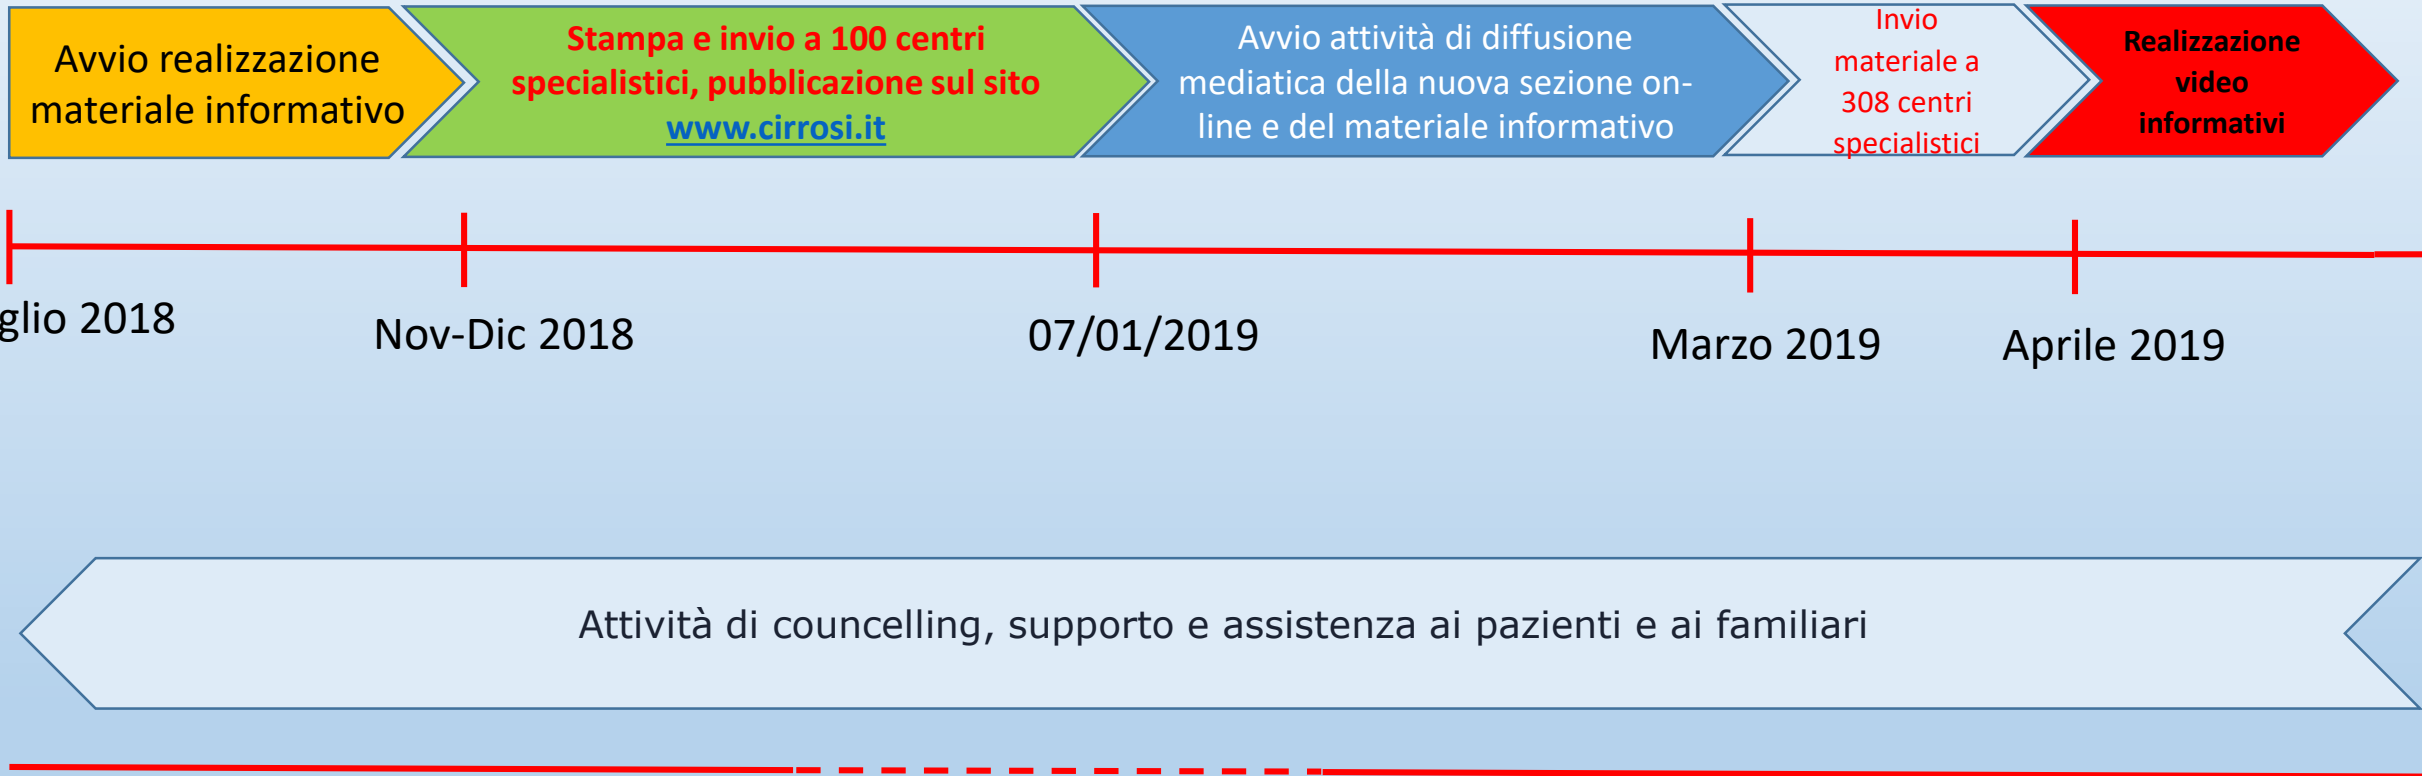 Avvio realizzazione
materiale informativo
Stampa e invio a 100 centri
specialistici, pubblicazione sul sito
www.cirrosi.it
Avvio attività di diffusione
mediatica della nuova sezione on-
line e del materiale informativo
Invio
materiale a
308 centri
specialistici
Realizzazione
video
informativi
glio 2018
Nov-Dic 2018
07/01/2019
Marzo 2019
Aprile 2019
Attività di councelling, supporto e assistenza ai pazienti e ai familiari